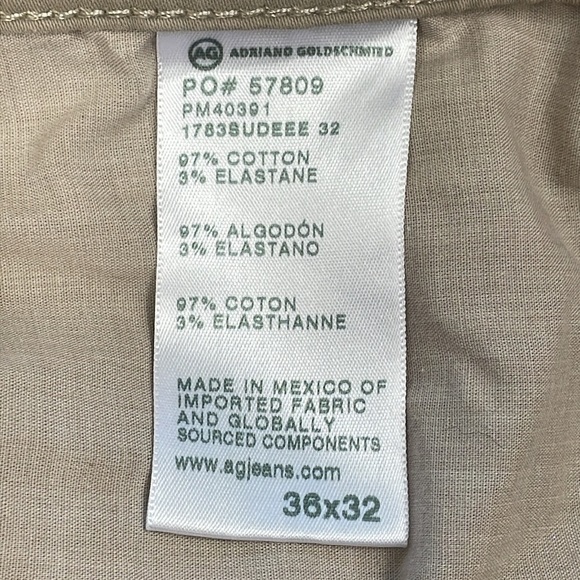 AG ADRIANO GOLDSCHMIED
PO# 57809
PM40391
1783SUDEEE 32
97% COTTON
3% ELASTANE
97% ALGODÓN
3% ELASTANO
97% COTON
3% ELASTHANNE
MADE IN MEXICO OF
IMPORTED FABRIC
AND GLOBALLY
SOURCED COMPONENTS
www.agjeans.com
36x32